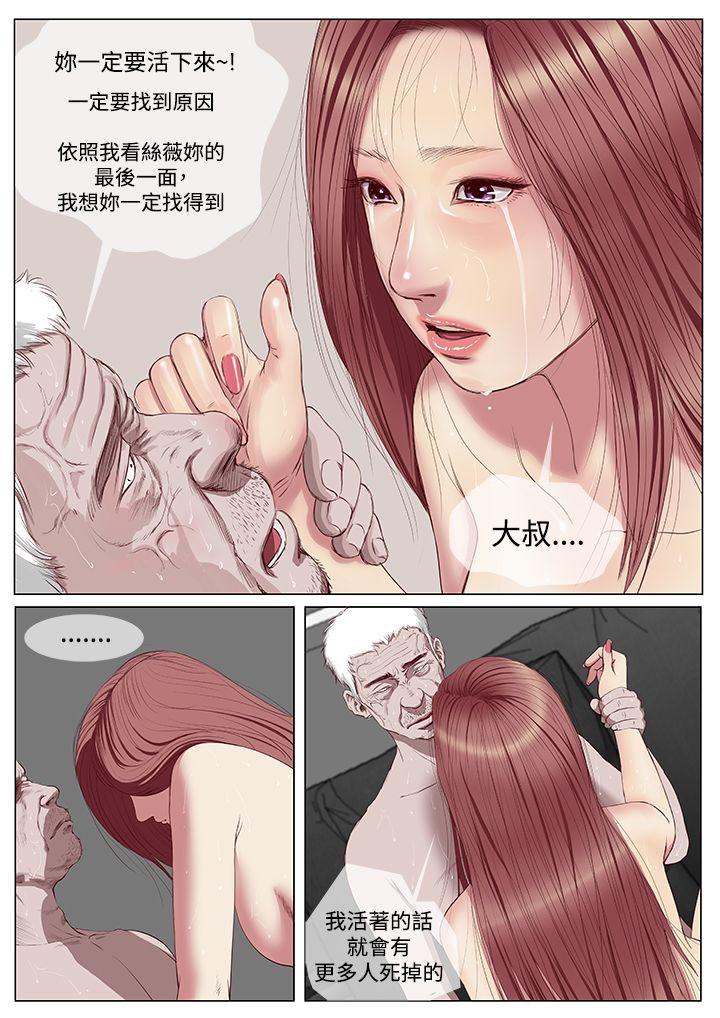 妳一定要活下來~!
一定要找到原因
依照我看絲薇妳的
最後一面,
我想妳一定找得到
大叔....
.......
我活著的話
就會有
更多人死掉的